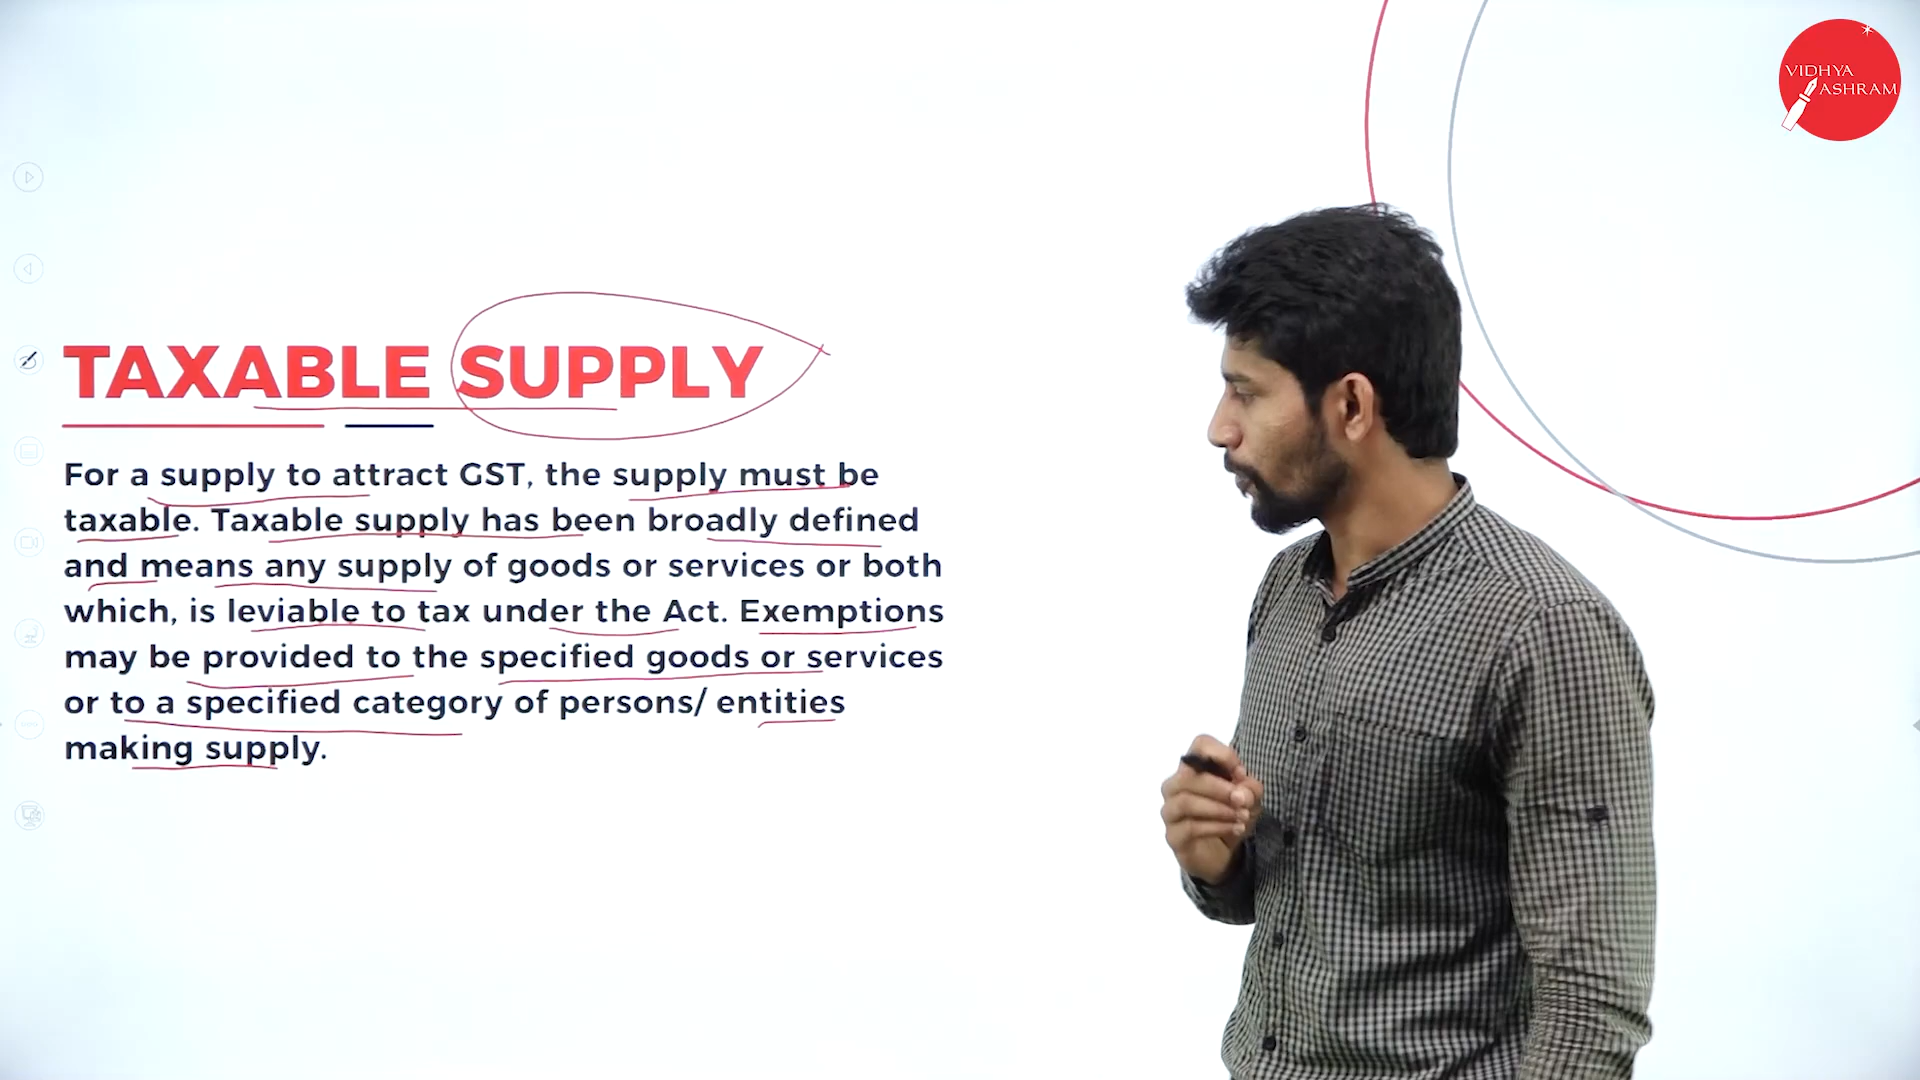 VIDHYA
ASHRAM
TAXABLE SUPPLY
For a supply to attract GST, the supply must be
taxable. Taxable supply has been broadly defined
and means any supply of goods or services or both
which, is leviable to tax under the Act. Exemptions
may be provided to the specified goods or services
or to a specified category of persons/ entities
making supply.